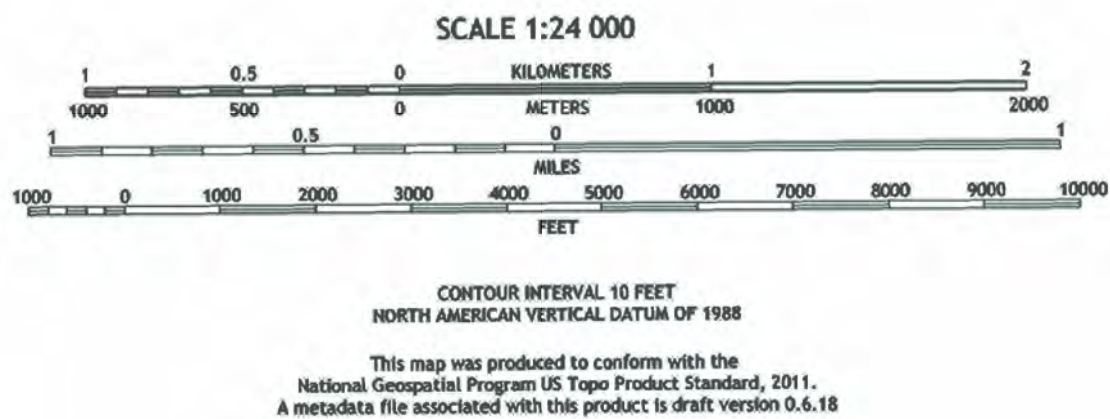 SCALE 1:24 000
1 0.5 0 KILOMETERS 1 2
1000 500 0 METERS 1000 2000
1 0.5 0 1
MILES
1000 0 1000 2000 3000 4000 5000 6000 7000 8000 9000 10000
FEET
CONTOUR INTERVAL 10 FEET
NORTH AMERICAN VERTICAL DATUM OF 1988
This map was produced to conform with the
National Geospatial Program US Topo Product Standard, 2011.
A metadata file associated with this product is draft version 0.6.18